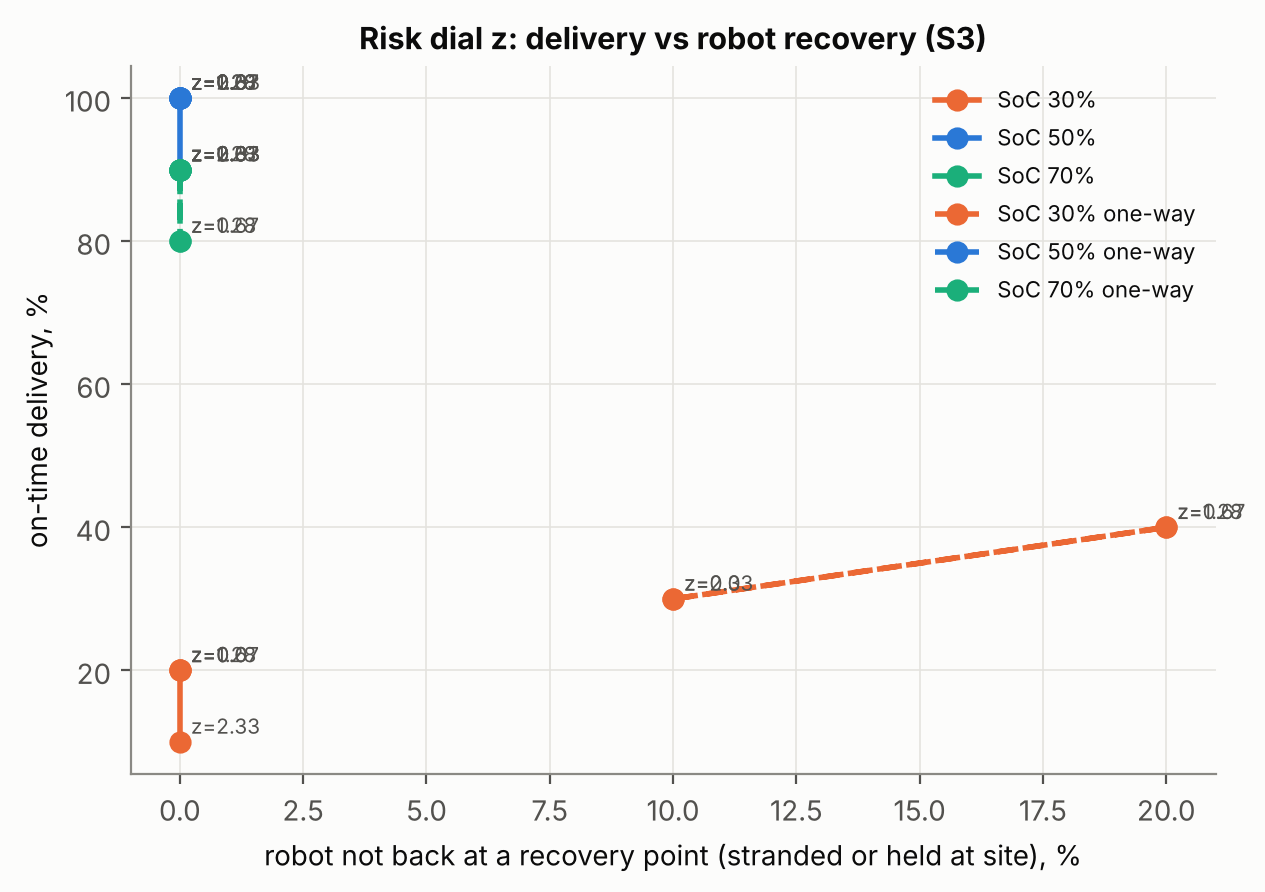 Risk dial z: delivery vs robot recovery (S3)
SoC 30%
SoC 50%
SoC 70%
SoC 30% one-way
SoC 50% one-way
SoC 70% one-way
on-time delivery, %
100
80
60
40
20
z=2.33
0.0
2.5
5.0
7.5
10.0
12.5
15.0
17.5
20.0
robot not back at a recovery point (stranded or held at site), %